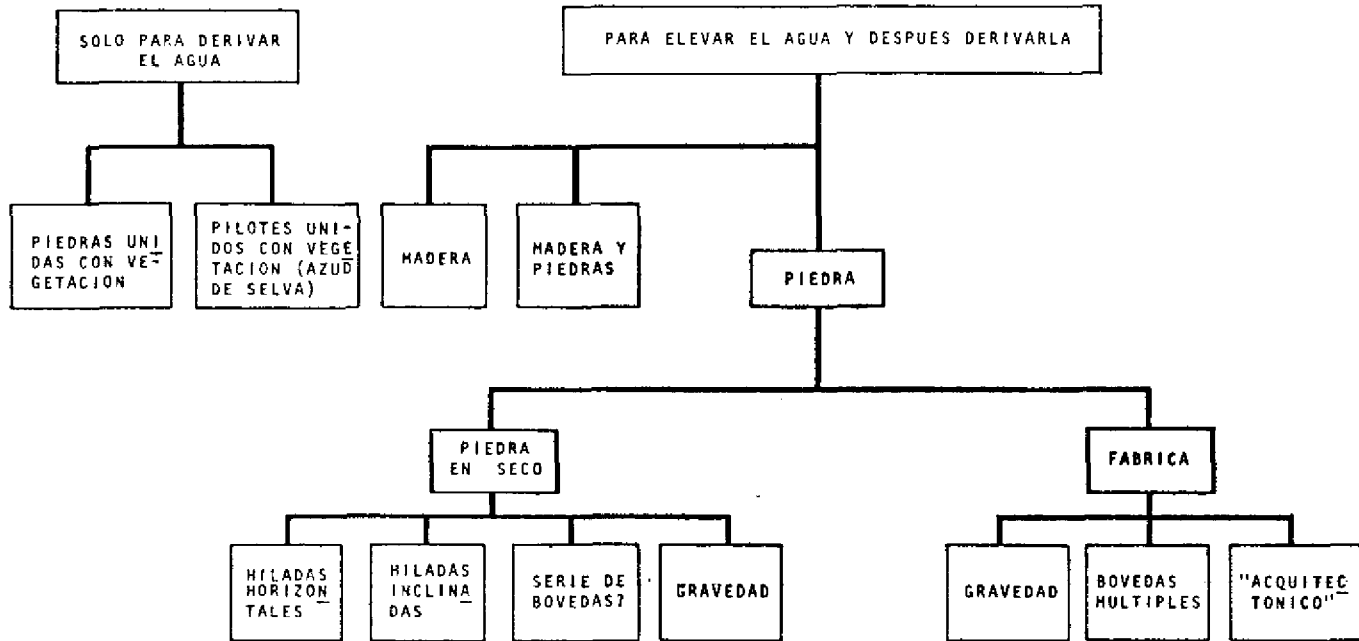 SOLO PARA DERIVAR
EL AGUA
PARA ELEVAR EL AGUA Y DESPUES DERIVARLA
PIEDRAS UNI
DAS CON VE-
GETACION
PILOTES UNI-
DOS CON VEGE
TACION (AZUD
DE SELVA)
MADERA
MADERA Y
PIEDRAS
PIEDRA
PIEDRA
EN SECO
FABRICA
HILADAS
HORIZON
TALES
HILADAS
INCLINA
DAS
SERIE DE
BOVEDAS?
GRAVEDAD
GRAVEDAD
BOVEDAS
MULTIPLES
"ACQUITEC
TONICO"